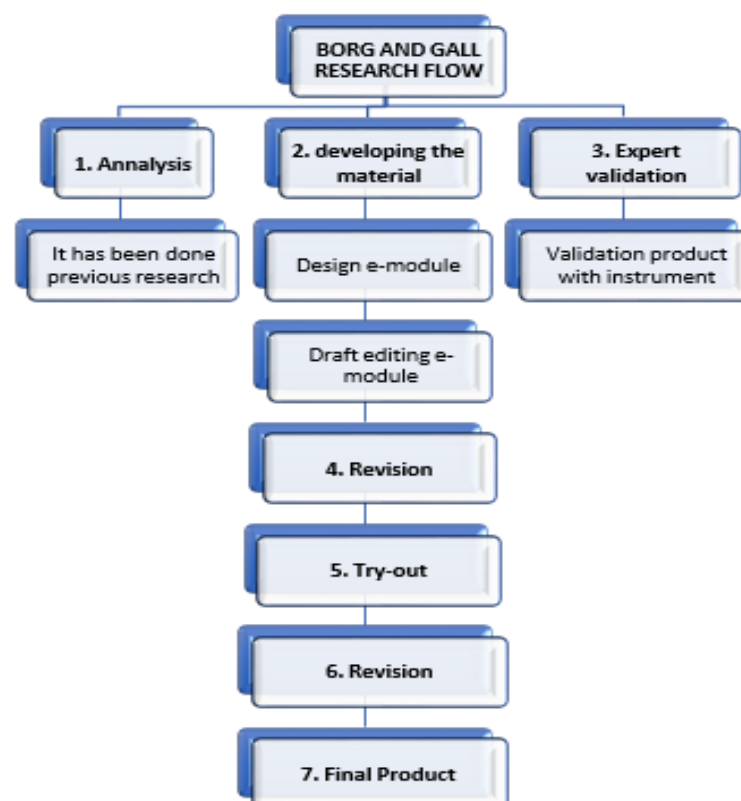 BORG AND GALL
RESEARCH FLOW
1. Annalysis
2. developing the
material
3. Expert
validation
It has been done
previous research
Design e-module
Validation product
with instrument
Draft editing e-
module
4. Revision
5. Try-out
6. Revision
7. Final Product